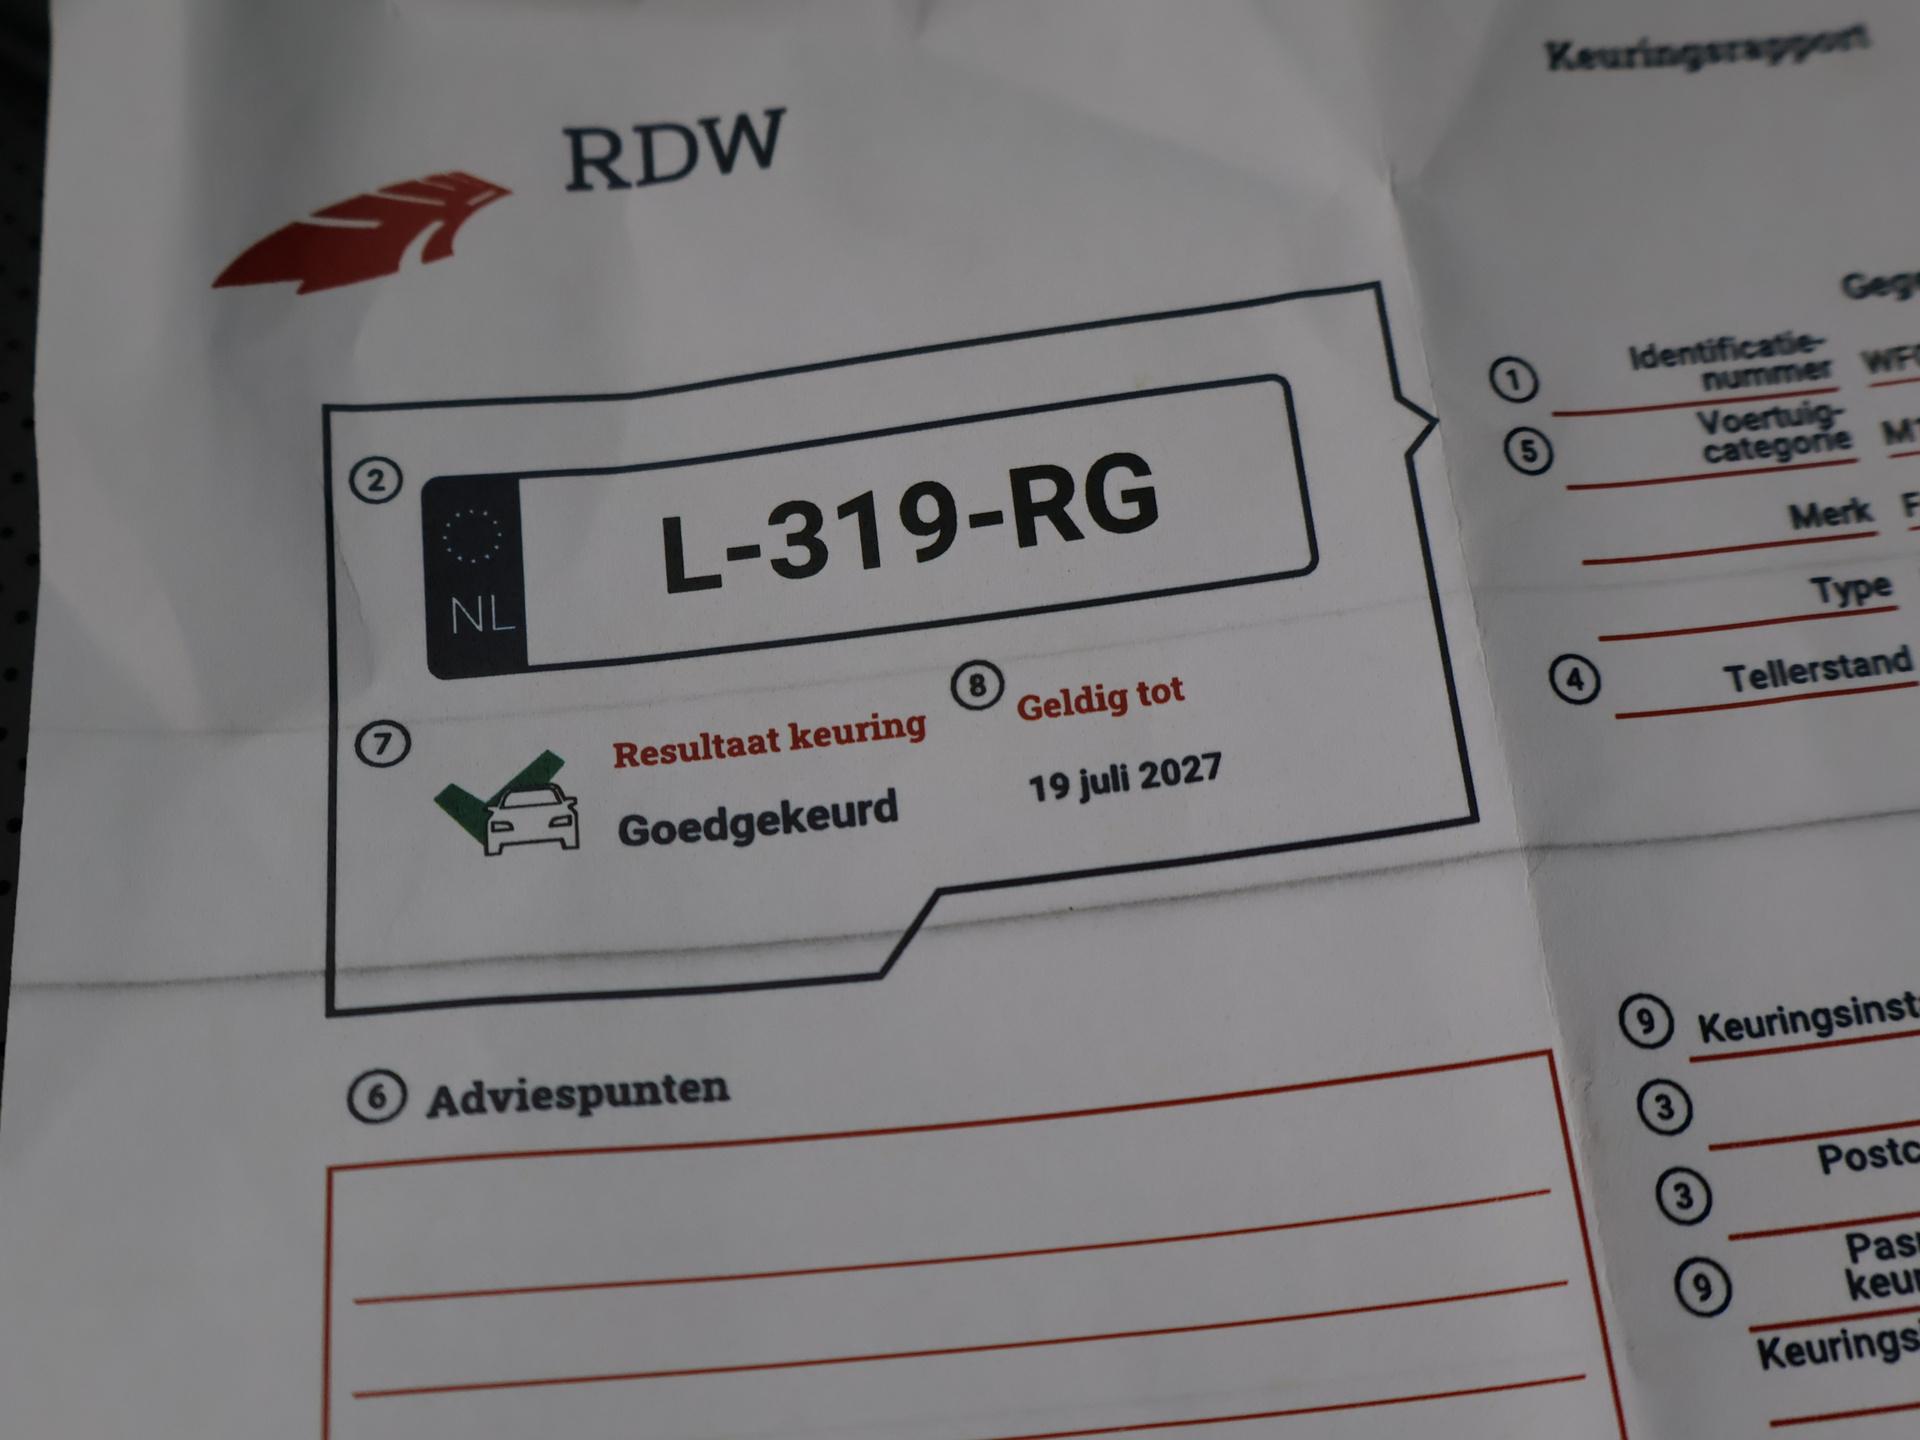 RDW
Keuringsrapport
2
NL
L-319-RG
7
Resultaat keuring
Goedgekeurd
8
Geldig tot
19 juli 2027
6 Adviespunten
1
Identificatie-
nummer
5
Voertuig-
categorie
Merk
Type
4
Tellerstand
9
3
3
9